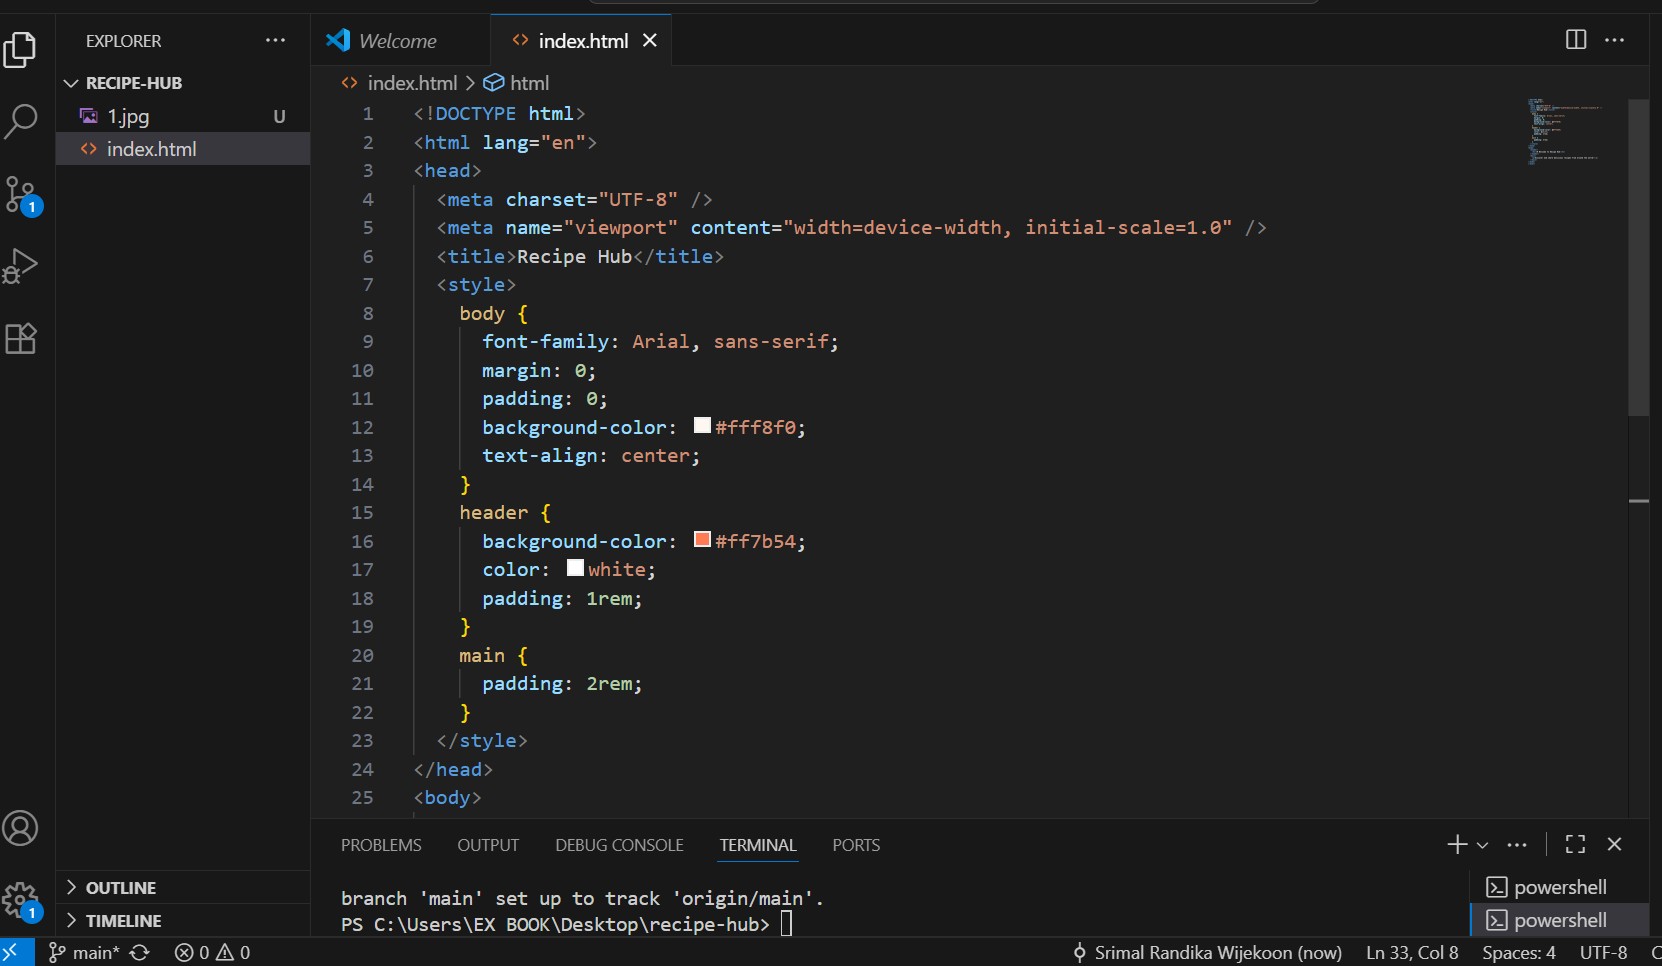 EXPLORER
RECIPE-HUB
1.jpg U
index.html
1
OUTLINE
TIMELINE
1
Welcome
index.html
index.html > html
1 <!DOCTYPE html>
2 <html lang="en">
3 <head>
4 <meta charset="UTF-8" />
5 <meta name="viewport" content="width=device-width, initial-scale=1.0" />
6 <title>Recipe Hub</title>
7 <style>
8 body {
9 font-family: Arial, sans-serif;
10 margin: 0;
11 padding: 0;
12 background-color: #fff8f0;
13 text-align: center;
14 }
15 header {
16 background-color: #ff7b54;
17 color: white;
18 padding: 1rem;
19 }
20 main {
21 padding: 2rem;
22 }
23 </style>
24 </head>
25 <body>
PROBLEMS OUTPUT DEBUG CONSOLE TERMINAL PORTS
branch 'main' set up to track 'origin/main'.
PS C:\Users\EX BOOK\Desktop\recipe-hub>
powershell
powershell
main* 0 0 Srimal Randika Wijekoon (now) Ln 33, Col 8 Spaces: 4 UTF-8